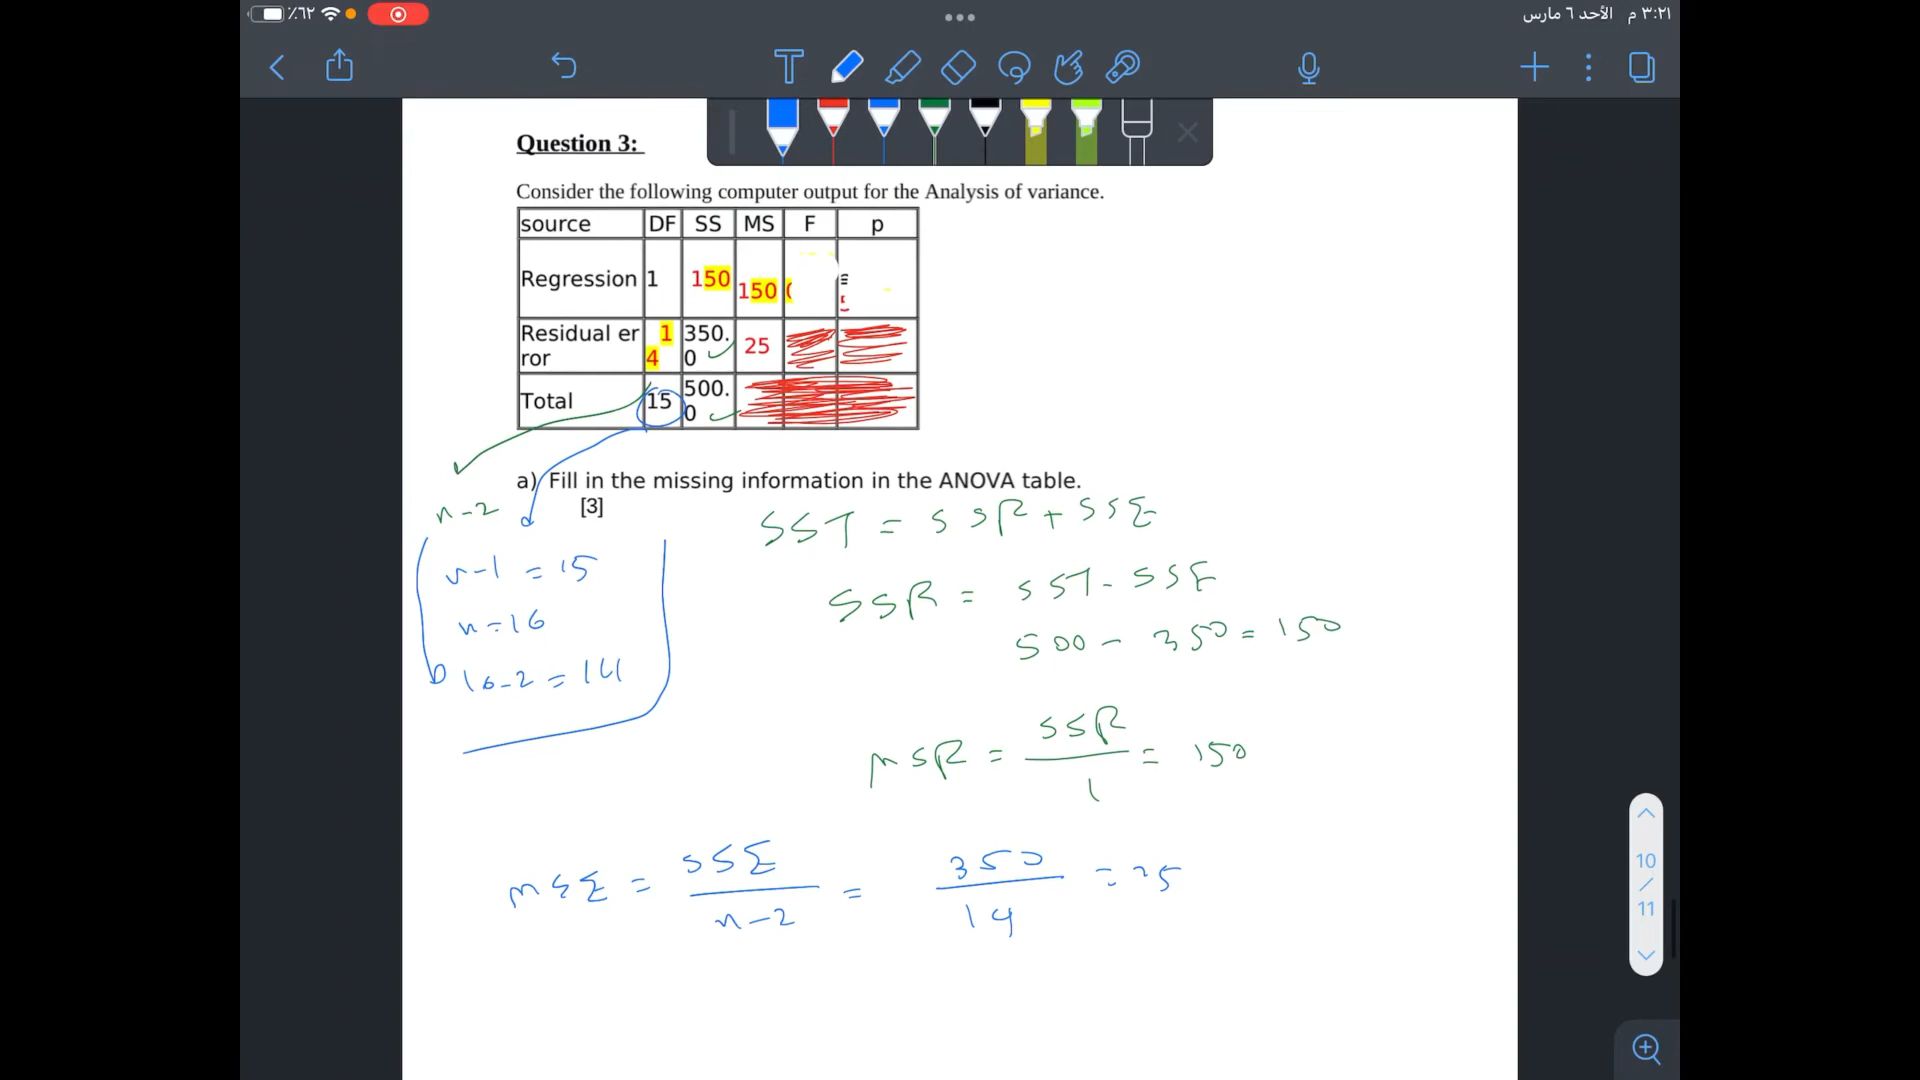 ٪٦٢
٣:٢١ م الأحد ٦ مارس
Question 3:
Consider the following computer output for the Analysis of variance.
source DF SS MS F p
Regression 1 150 150
Residual error 14 350.0 25
Total 15 500.0
a) Fill in the missing information in the ANOVA table.
[3]
n-2
n-1 = 15
n=16
16-2 = 14
SST = SSR + SSE
SSR = SST - SSE
500 - 350 = 150
MSR = SSR / 1 = 150
MSE = SSE / n-2 = 350 / 14 = 25
10
/
11